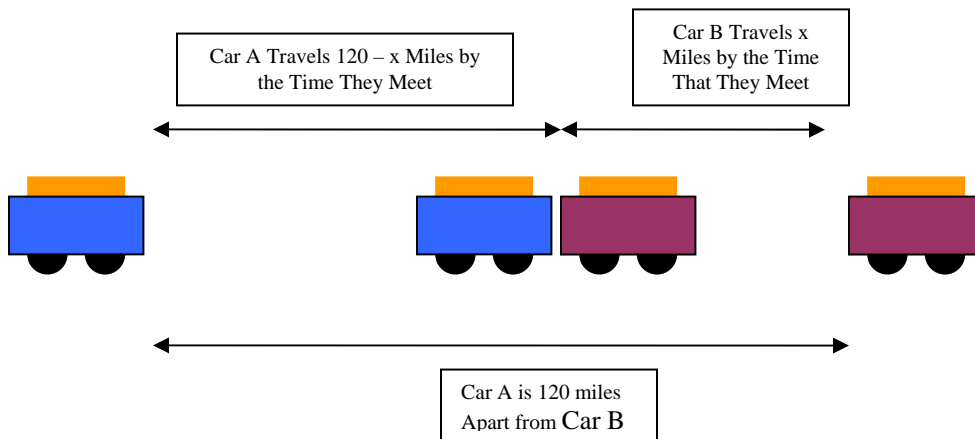 Car A Travels 120 – x Miles by
the Time They Meet
Car B Travels x
Miles by the Time
That They Meet
Car A is 120 miles
Apart from Car B